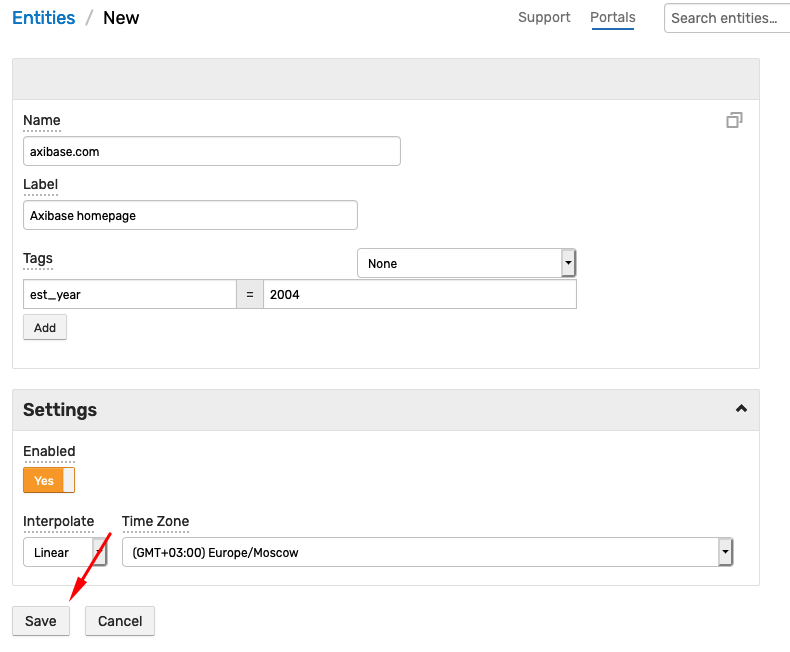 Entities / New Support Portals Search entities...
Name
axibase.com
Label
Axibase homepage
Tags None
est_year = 2004
Add
Settings
Enabled
Yes
Interpolate Time Zone
Linear (GMT+03:00) Europe/Moscow
Save Cancel